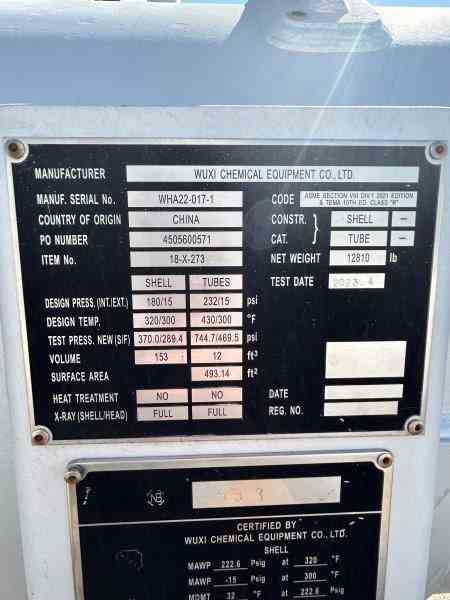 MANUFACTURER WUXI CHEMICAL EQUIPMENT CO., LTD.
MANUF. SERIAL No. WHA22-017-1 CODE ASME SECTION VIII DIV.1 2021 EDITION & TEMA 10TH ED. CLASS "R"
COUNTRY OF ORIGIN CHINA CONSTR. } SHELL —
PO NUMBER 4505600571 CAT. TUBE —
ITEM No. 18-X-273 NET WEIGHT 12810 lb
SHELL TUBES TEST DATE 2023.4
DESIGN PRESS. (INT./EXT.) 180/15 232/15 psi
DESIGN TEMP. 320/300 430/300 °F
TEST PRESS. NEW (S/F) 370.0/289.4 744.7/469.5 psi
VOLUME 153 12 ft³
SURFACE AREA 493.14 ft²
HEAT TREATMENT NO NO DATE
X-RAY (SHELL/HEAD) FULL FULL REG. NO.
NB
CERTIFIED BY
WUXI CHEMICAL EQUIPMENT CO., LTD.
SHELL
MAWP 222.6 Psig at 320 °F
MAWP -15 Psig at 300 °F
MDMT 32 °F at 222.6 Psig